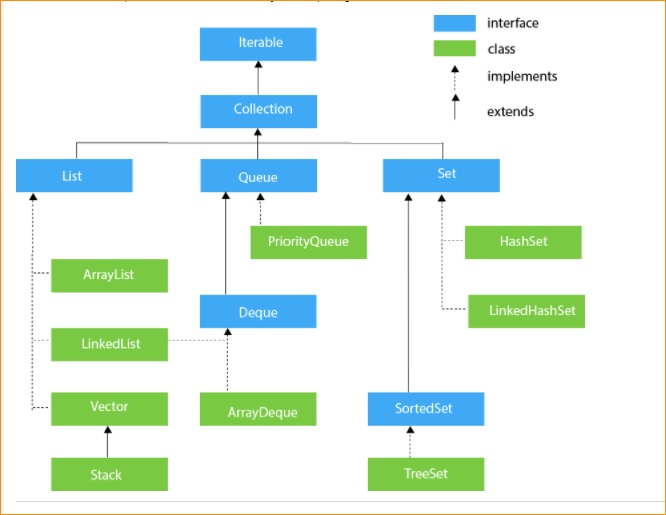 Iterable
interface
class
implements
extends
Collection
List
Queue
Set
PriorityQueue
HashSet
ArrayList
Deque
LinkedHashSet
LinkedList
Vector
ArrayDeque
SortedSet
Stack
TreeSet